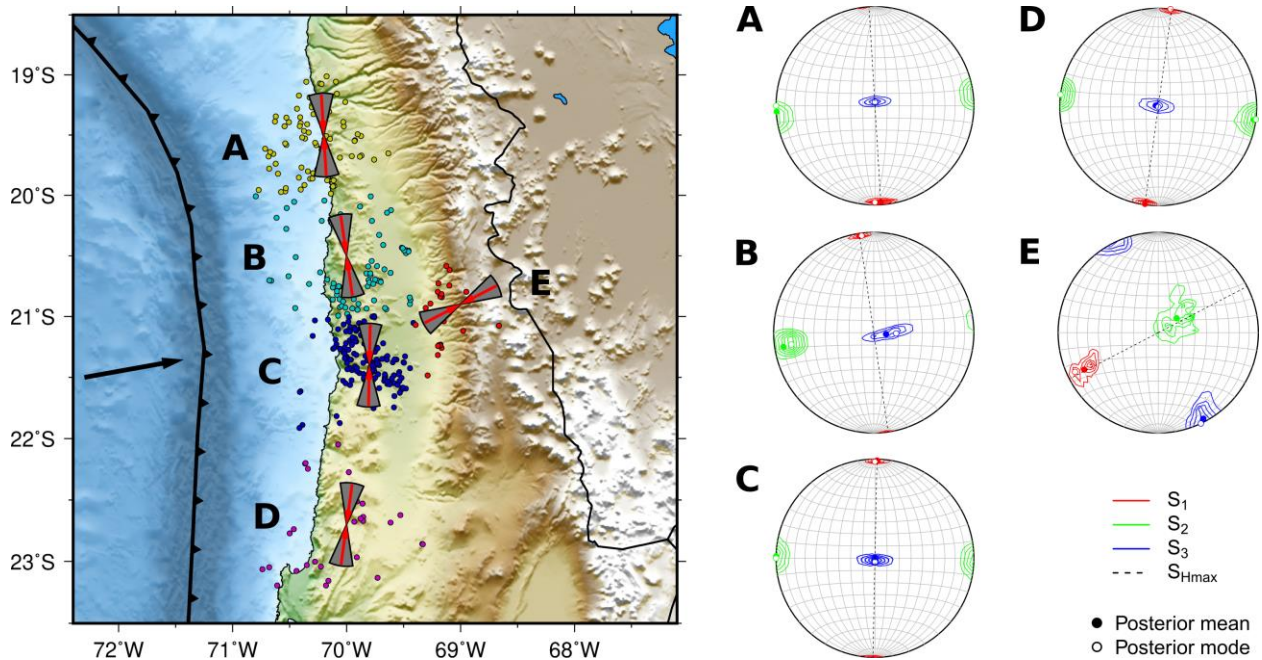 19°S
20°S
21°S
22°S
23°S
72°W
71°W
70°W
69°W
68°W
A
B
C
D
E
A
D
B
E
C
S1
S2
S3
SHmax
Posterior mean
Posterior mode